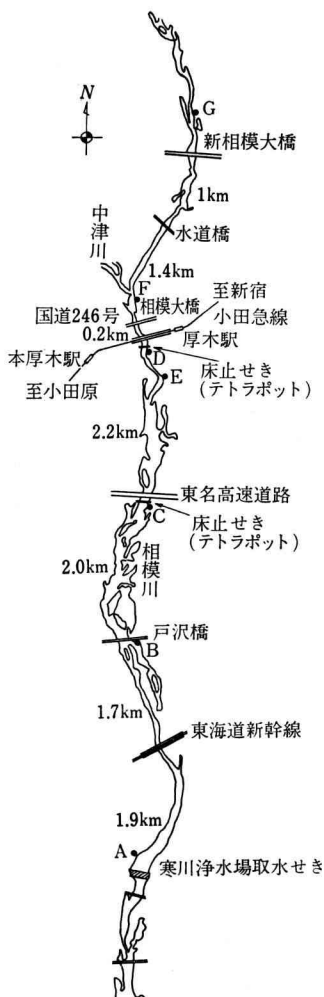 N
G
新相模大橋
1km
水道橋
中津川
1.4km
F
相模大橋
至新宿
国道246号
小田急線
0.2km
厚木駅
本厚木駅
D
床止せき
(テトラポット)
至小田原
E
2.2km
東名高速道路
C
床止せき
(テトラポット)
相模川
2.0km
戸沢橋
B
1.7km
東海道新幹線
1.9km
A
寒川浄水場取水せき